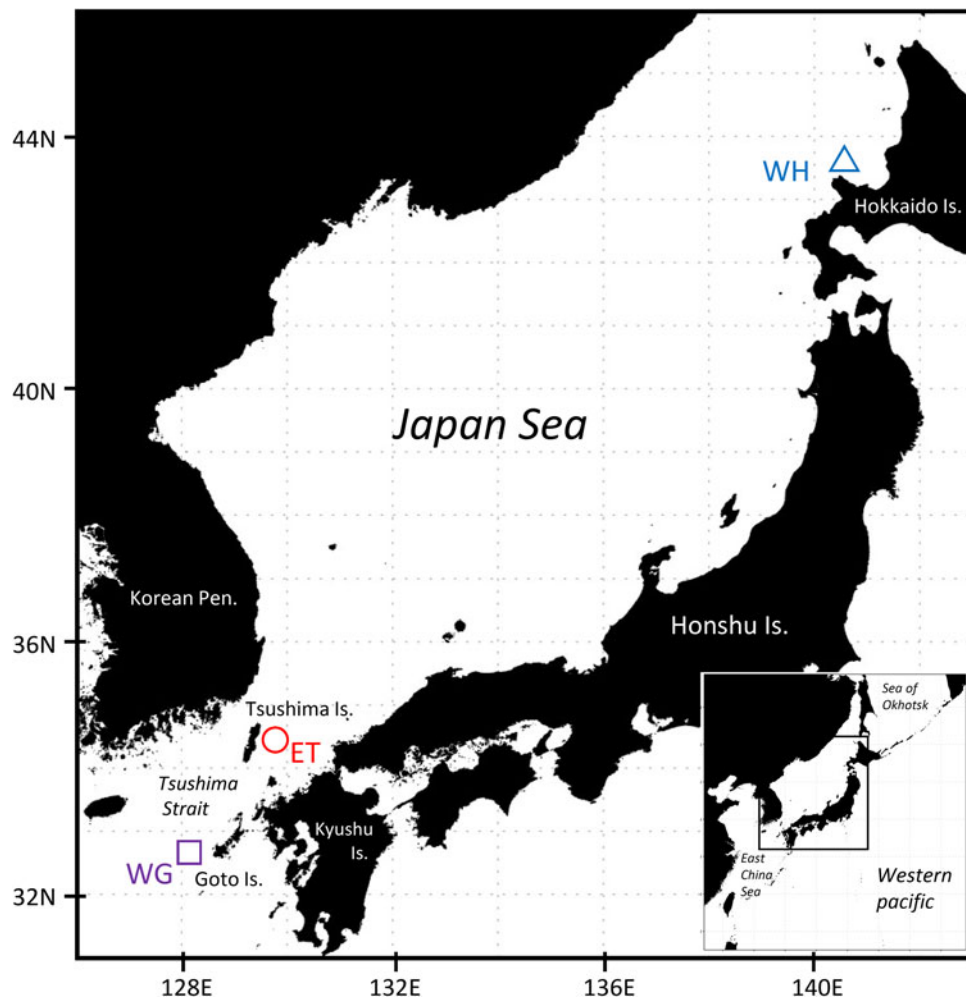 44N
WH
Hokkaido Is.
40N
Japan Sea
Korean Pen.
36N
Honshu Is.
Tsushima Is.
ET
Tsushima
Strait
Kyushu
Is.
WG
Goto Is.
32N
Sea of
Okhotsk
East
China
Sea
Western
pacific
128E
132E
136E
140E